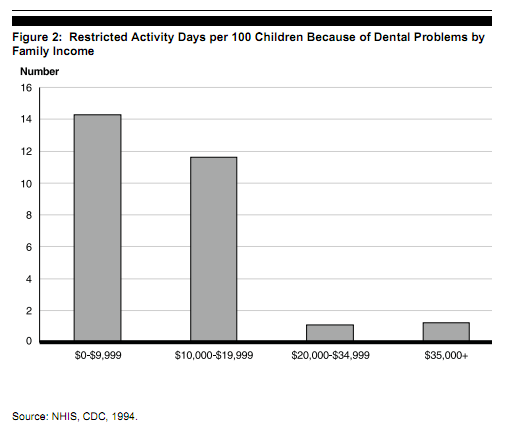 Figure 2: Restricted Activity Days per 100 Children Because of Dental Problems by
Family Income
Number
16
14
12
10
8
6
4
2
0
$0-$9,999 $10,000-$19,999 $20,000-$34,999 $35,000+
Source: NHIS, CDC, 1994.